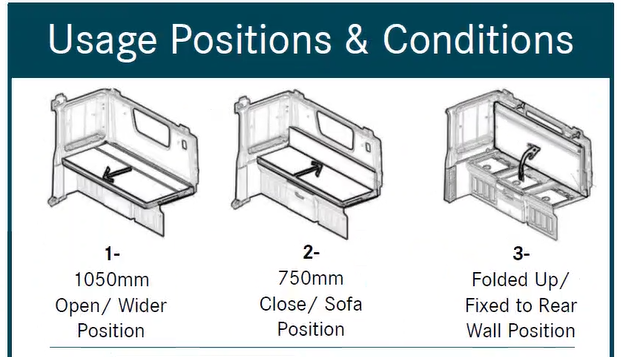 Usage Positions & Conditions
1-
1050mm
Open/ Wider
Position
2-
750mm
Close/ Sofa
Position
3-
Folded Up/
Fixed to Rear
Wall Position